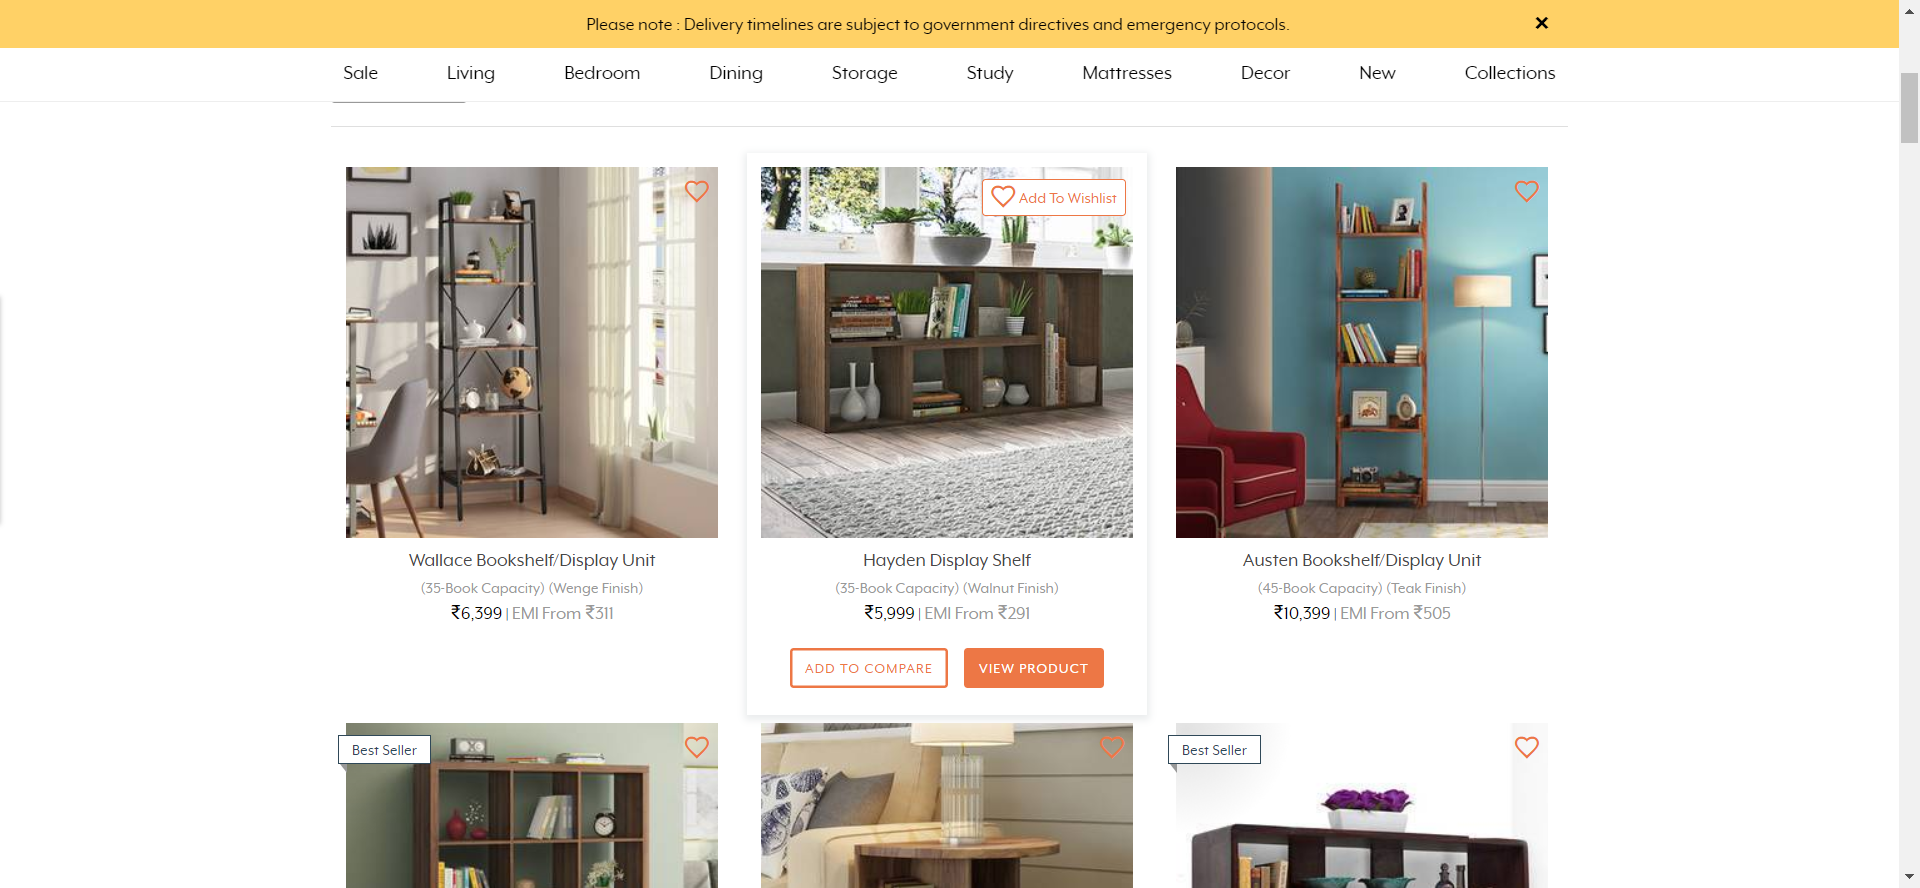 Please note : Delivery timelines are subject to government directives and emergency protocols. ×
Sale Living Bedroom Dining Storage Study Mattresses Decor New Collections
Add To Wishlist
Wallace Bookshelf/Display Unit
(35-Book Capacity) (Wenge Finish)
₹6,399 | EMI From ₹311
Hayden Display Shelf
(35-Book Capacity) (Walnut Finish)
₹5,999 | EMI From ₹291
ADD TO COMPARE VIEW PRODUCT
Austen Bookshelf/Display Unit
(45-Book Capacity) (Teak Finish)
₹10,399 | EMI From ₹505
Best Seller
Best Seller